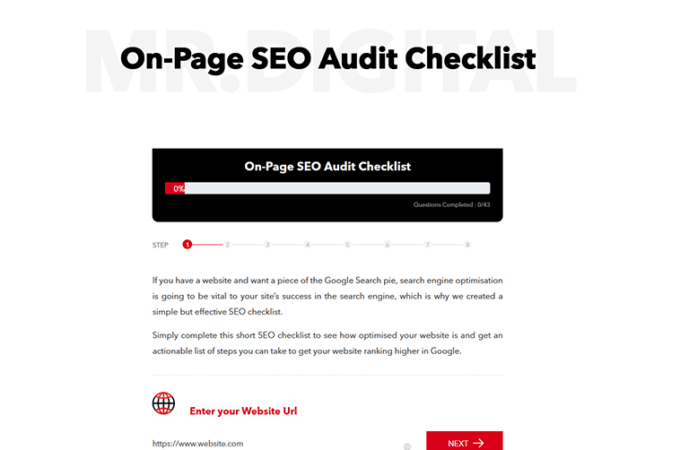 MR.DIGITAL
On-Page SEO Audit Checklist
On-Page SEO Audit Checklist
0%
Questions Completed : 0/43
STEP 1 2 3 4 5 6 7 8
If you have a website and want a piece of the Google Search pie, search engine optimisation
is going to be vital to your site's success in the search engine, which is why we created a
simple but effective SEO checklist.
Simply complete this short SEO checklist to see how optimised your website is and get an
actionable list of steps you can take to get your website ranking higher in Google.
Enter your Website Url
https://www.website.com
NEXT